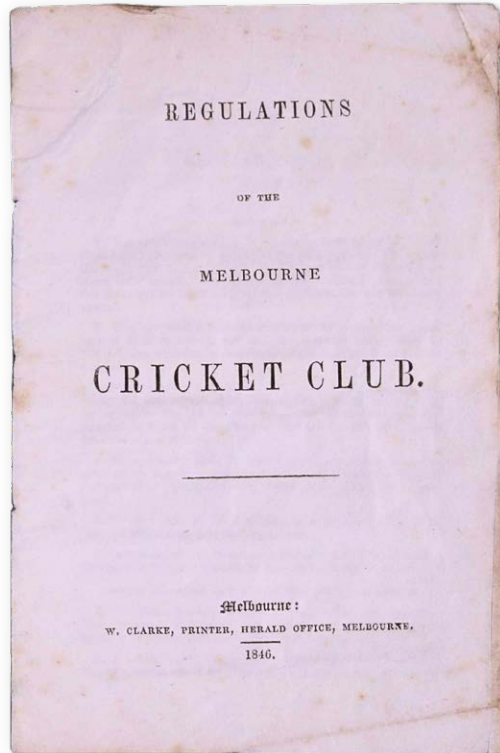 REGULATIONS
OF THE
MELBOURNE
CRICKET CLUB.
Melbourne:
W. CLARKE, PRINTER, HERALD OFFICE, MELBOURNE,
1846.